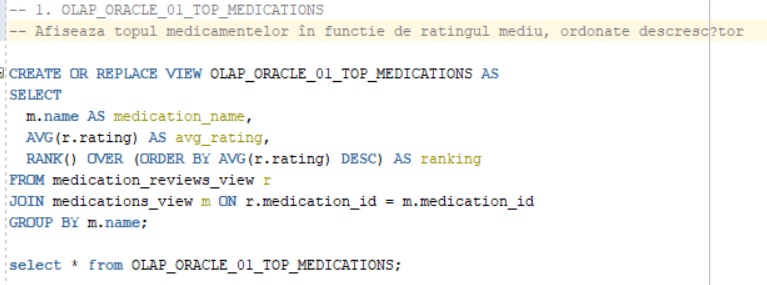 -- 1. OLAP_ORACLE_01_TOP_MEDICATIONS
-- Afiseaza topul medicamentelor în functie de ratingul mediu, ordonate descresc?tor
CREATE OR REPLACE VIEW OLAP_ORACLE_01_TOP_MEDICATIONS AS
SELECT
m.name AS medication_name,
AVG(r.rating) AS avg_rating,
RANK() OVER (ORDER BY AVG(r.rating) DESC) AS ranking
FROM medication_reviews_view r
JOIN medications_view m ON r.medication_id = m.medication_id
GROUP BY m.name;
select * from OLAP_ORACLE_01_TOP_MEDICATIONS;